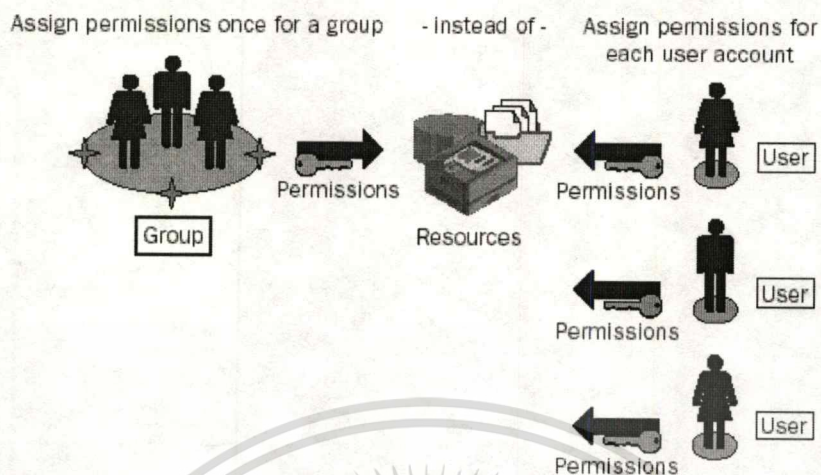 Assign permissions once for a group
- instead of -
Assign permissions for
each user account
Permissions
Group
Resources
Permissions
User
Permissions
User
Permissions
User